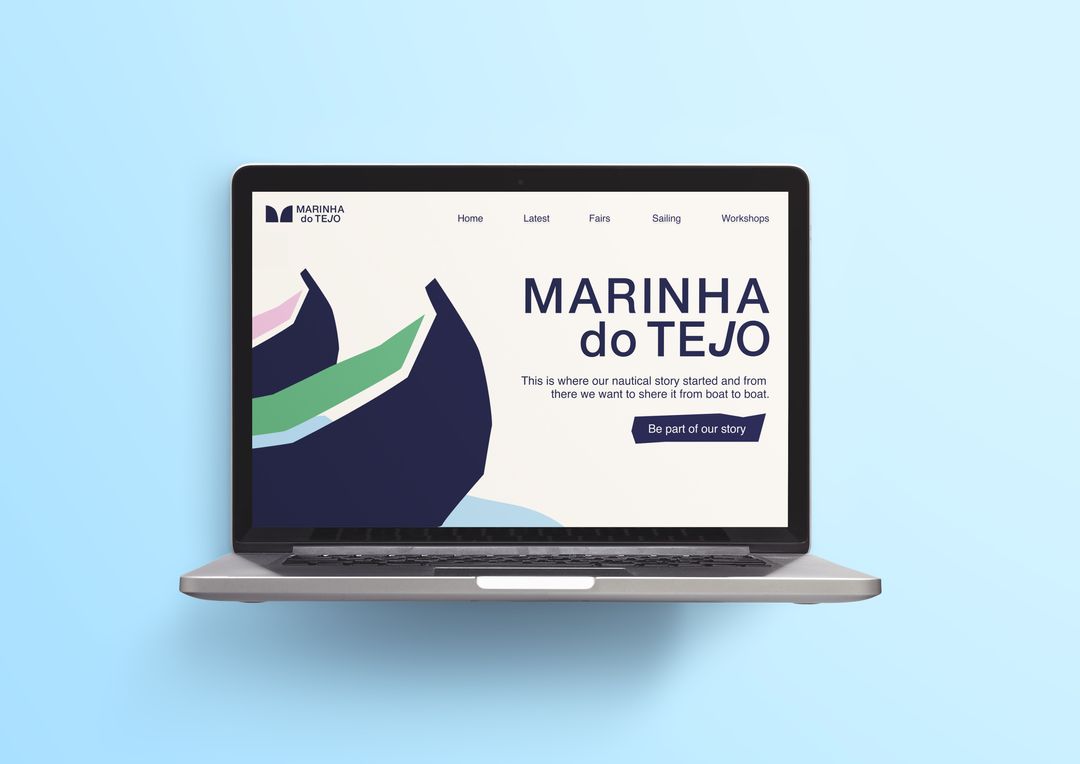 MARINHA
do TEJO
Home Latest Fairs Sailing Workshops
MARINHA
do TEJO
This is where our nautical story started and from
there we want to shere it from boat to boat.
Be part of our story